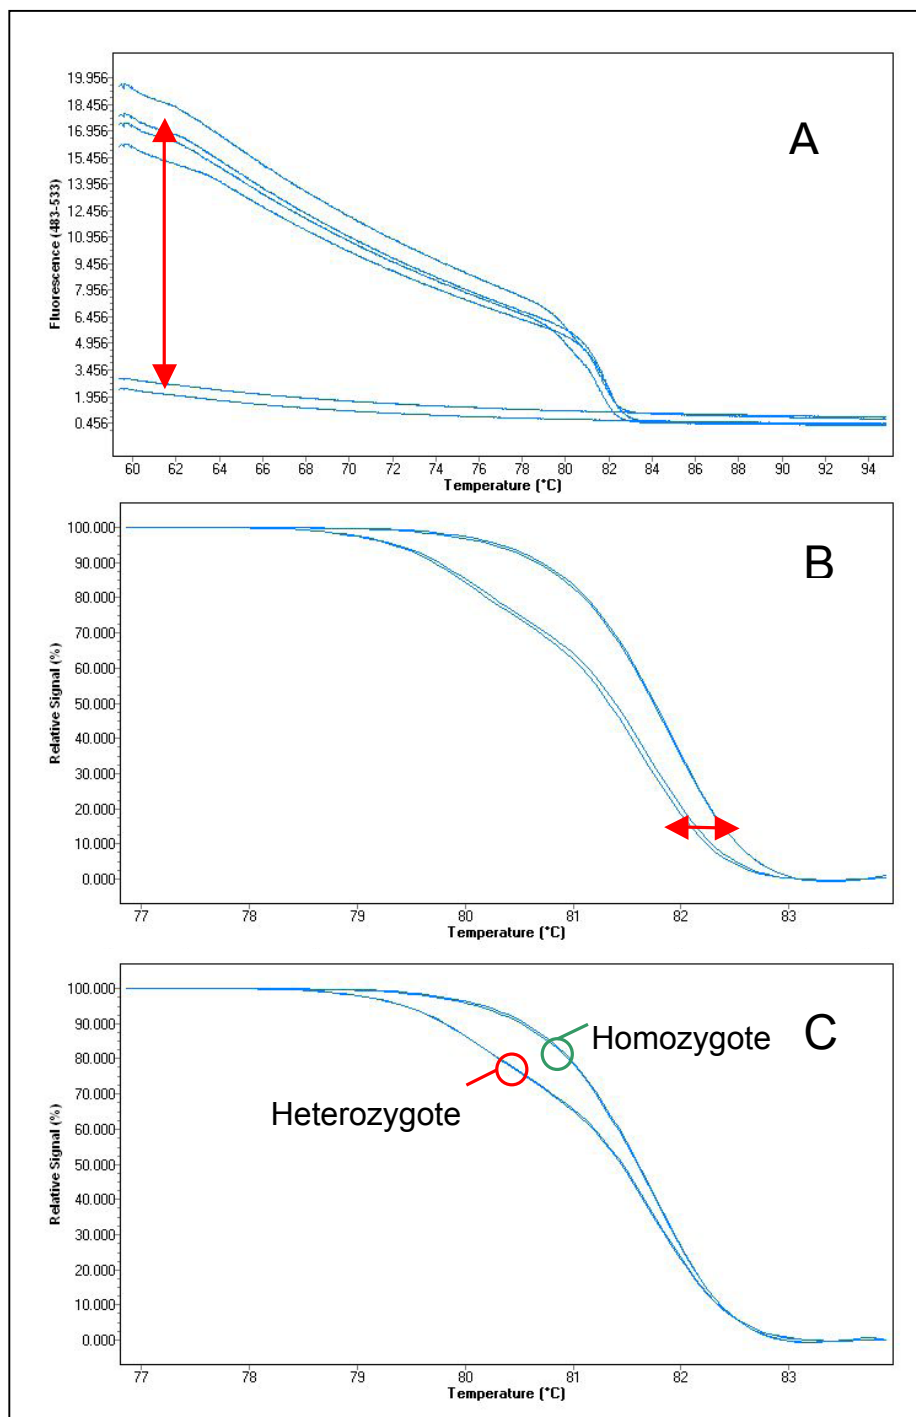 A
19.956
18.456
16.956
15.456
13.956
12.456
10.956
9.456
7.956
6.456
4.956
3.456
1.956
0.456
Fluorescence (483-533)
60 62 64 66 68 70 72 74 76 78 80 82 84 86 88 90 92 94
Temperature (°C)
B
100.000
90.000
80.000
70.000
60.000
50.000
40.000
30.000
20.000
10.000
0.000
Relative Signal (%)
77 78 79 80 81 82 83
Temperature (°C)
C
Homozygote
Heterozygote
100.000
90.000
80.000
70.000
60.000
50.000
40.000
30.000
20.000
10.000
0.000
Relative Signal (%)
77 78 79 80 81 82 83
Temperature (°C)